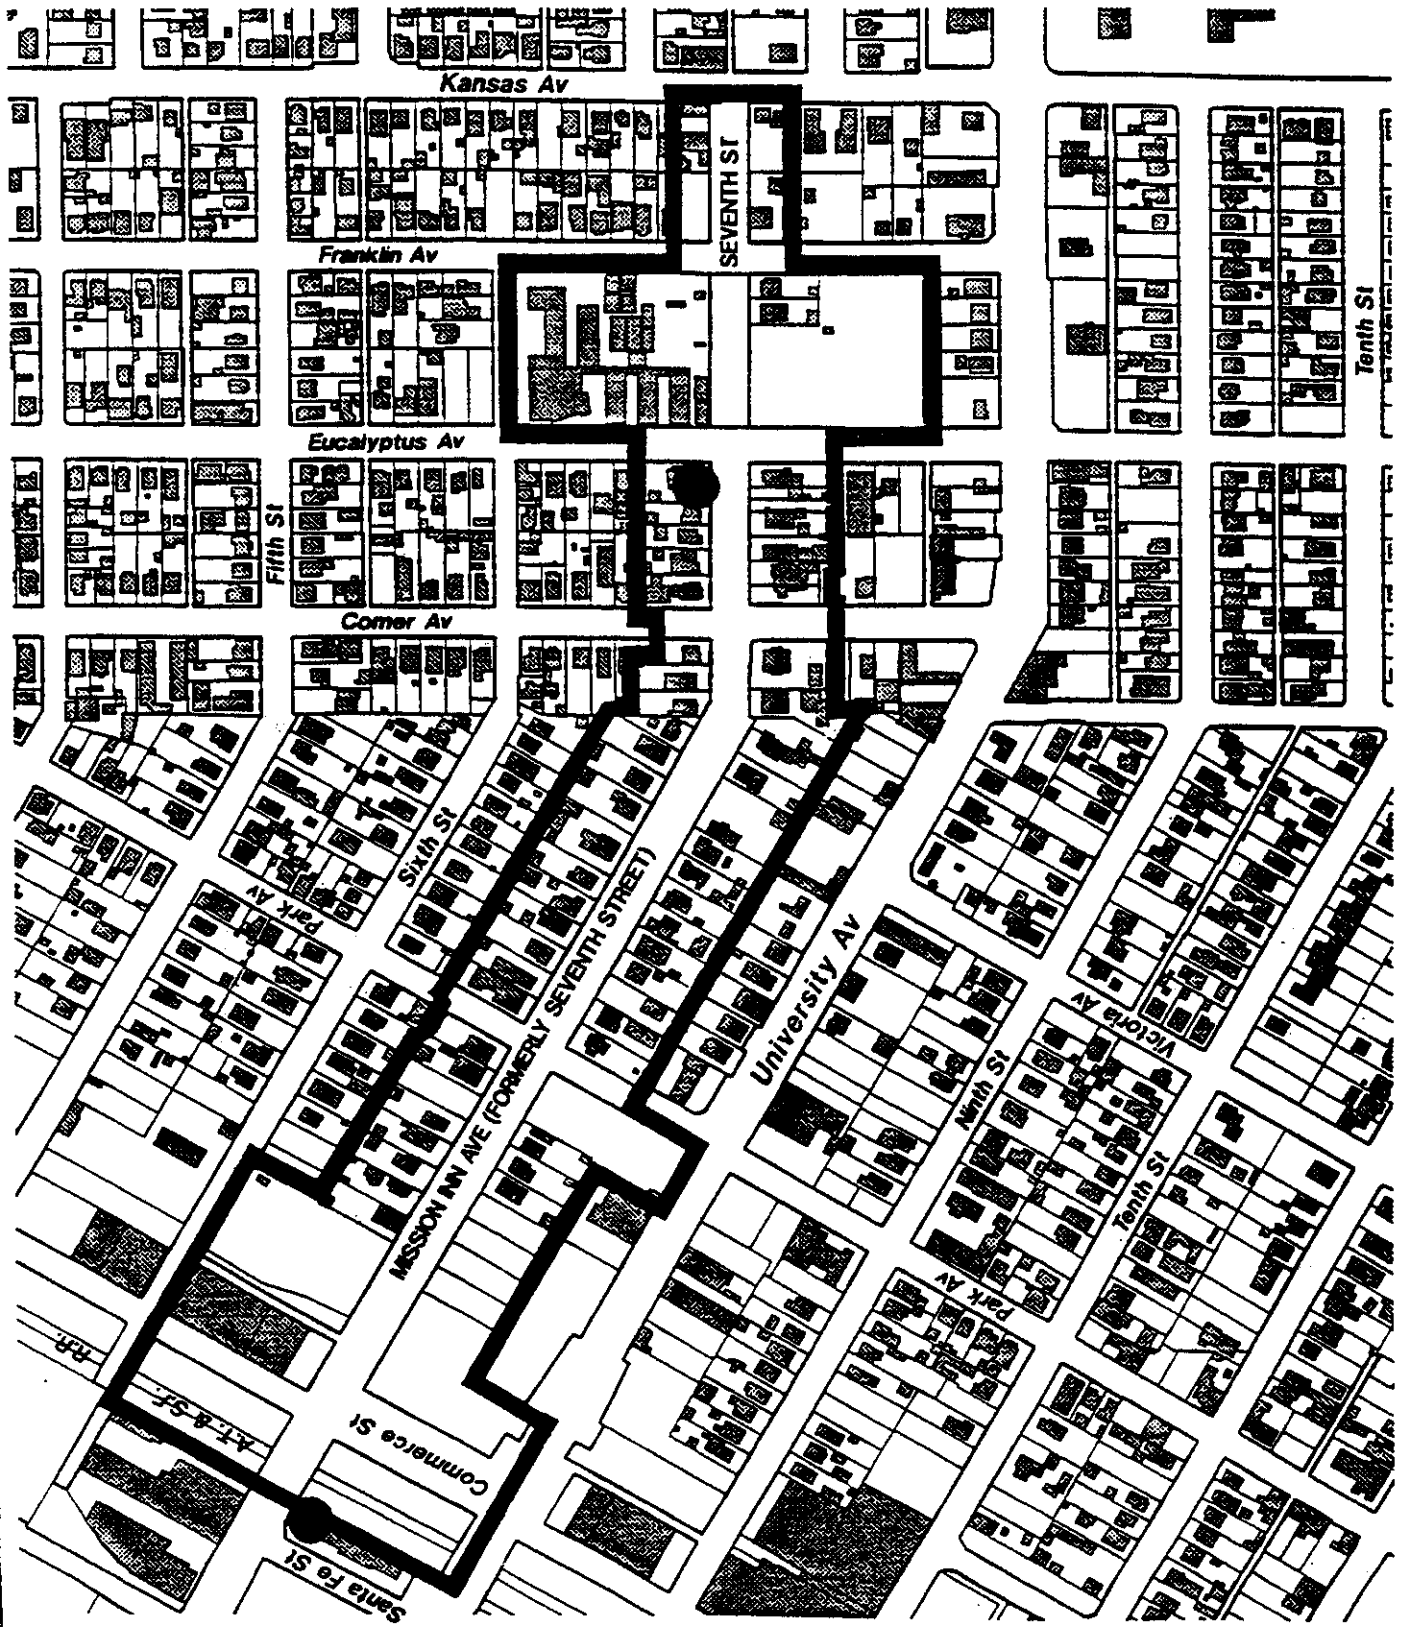 Kansas Av
SEVENTH ST
Franklin Av
Tenth St
Eucalyptus Av
Fifth St
Comer Av
Sixth St
Park Av
MISSION INN AVE (FORMERLY SEVENTH STREET)
University Av
Victoria Av
Ninth St
Tenth St
Park Av
R.R.
A.T. & S.F.
Commerce St
Santa Fe St